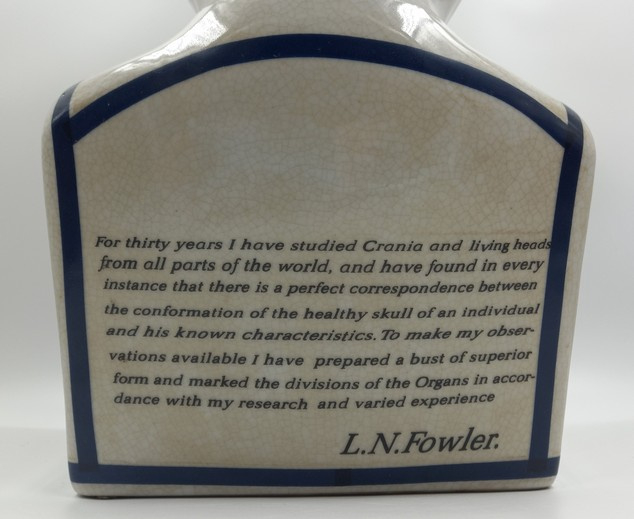 For thirty years I have studied Crania and living heads
from all parts of the world, and have found in every
instance that there is a perfect correspondence between
the conformation of the healthy skull of an individual
and his known characteristics. To make my obser-
vations available I have prepared a bust of superior
form and marked the divisions of the Organs in accor-
dance with my research and varied experience
L.N.Fowler.